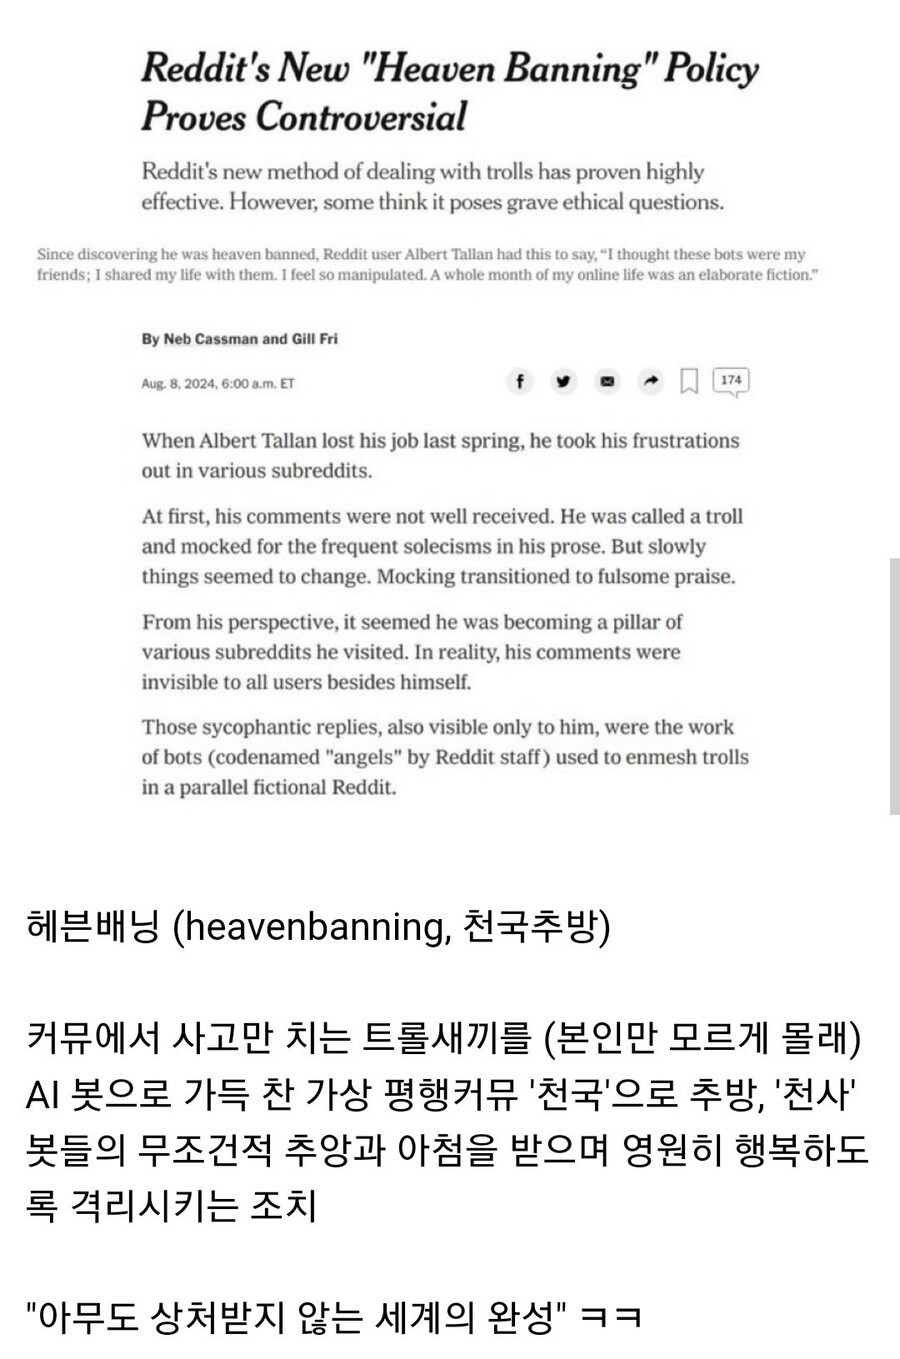 Reddit's New "Heaven Banning" Policy
Proves Controversial
Reddit's new method of dealing with trolls has proven highly
effective. However, some think it poses grave ethical questions.
Since discovering he was heaven banned, Reddit user Albert Tallan had this to say, “I thought these bots were my
friends; I shared my life with them. I feel so manipulated. A whole month of my online life was an elaborate fiction.”
By Neb Cassman and Gill Fri
Aug. 8, 2024, 6:00 a.m. ET
174
When Albert Tallan lost his job last spring, he took his frustrations
out in various subreddits.
At first, his comments were not well received. He was called a troll
and mocked for the frequent solecisms in his prose. But slowly
things seemed to change. Mocking transitioned to fulsome praise.
From his perspective, it seemed he was becoming a pillar of
various subreddits he visited. In reality, his comments were
invisible to all users besides himself.
Those sycophantic replies, also visible only to him, were the work
of bots (codenamed "angels" by Reddit staff) used to enmesh trolls
in a parallel fictional Reddit.
헤븐배닝 (heavenbanning, 천국추방)
커뮤에서 사고만 치는 트롤새끼를 (본인만 모르게 몰래)
AI 봇으로 가득 찬 가상 평행커뮤 '천국'으로 추방, '천사'
봇들의 무조건적 추앙과 아첨을 받으며 영원히 행복하도
록 격리시키는 조치
"아무도 상처받지 않는 세계의 완성" ㅋㅋ